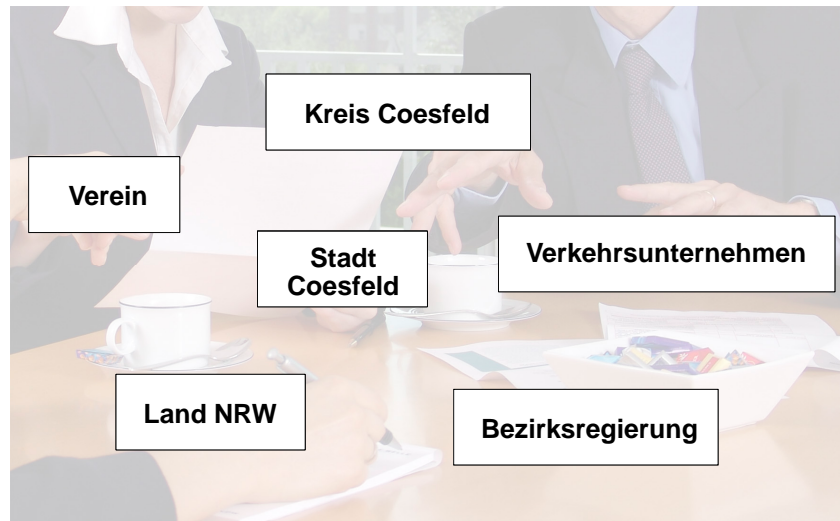 Kreis Coesfeld
Verein
Stadt
Coesfeld
Verkehrsunternehmen
Land NRW
Bezirksregierung